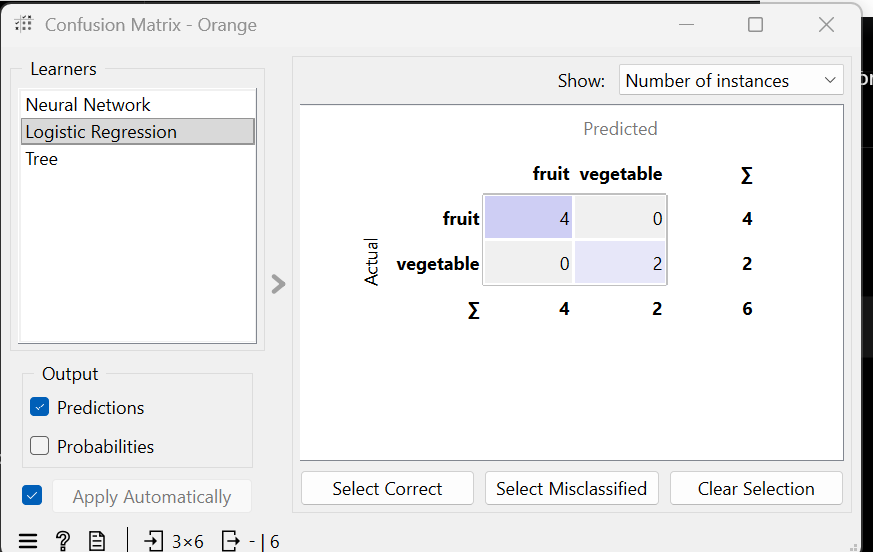 Confusion Matrix - Orange
Learners
Neural Network
Logistic Regression
Tree
Output
Predictions
Probabilities
Apply Automatically
Show: Number of instances
Predicted
fruit vegetable ∑
Actual
fruit 4 0 4
vegetable 0 2 2
∑ 4 2 6
Select Correct Select Misclassified Clear Selection
3×6 - | 6